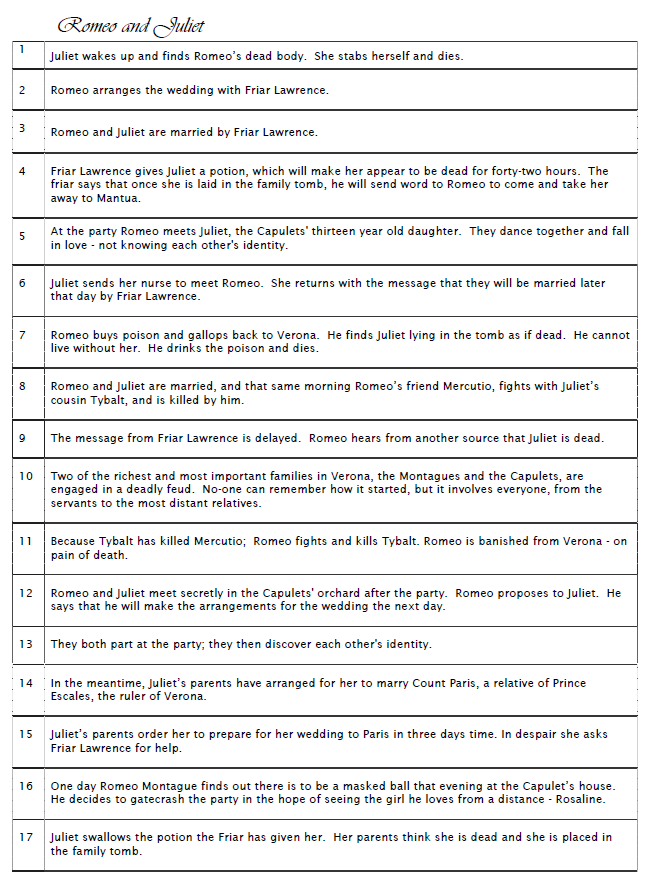 Romeo and Juliet
1 Juliet wakes up and finds Romeo's dead body.  She stabs herself and dies.
2 Romeo arranges the wedding with Friar Lawrence.
3 Romeo and Juliet are married by Friar Lawrence.
4 Friar Lawrence gives Juliet a potion, which will make her appear to be dead for forty-two hours.  The
friar says that once she is laid in the family tomb, he will send word to Romeo to come and take her
away to Mantua.
5 At the party Romeo meets Juliet, the Capulets' thirteen year old daughter.  They dance together and fall
in love - not knowing each other's identity.
6 Juliet sends her nurse to meet Romeo.  She returns with the message that they will be married later
that day by Friar Lawrence.
7 Romeo buys poison and gallops back to Verona.  He finds Juliet lying in the tomb as if dead.  He cannot
live without her.  He drinks the poison and dies.
8 Romeo and Juliet are married, and that same morning Romeo's friend Mercutio, fights with Juliet's
cousin Tybalt, and is killed by him.
9 The message from Friar Lawrence is delayed.  Romeo hears from another source that Juliet is dead.
10 Two of the richest and most important families in Verona, the Montagues and the Capulets, are
engaged in a deadly feud.  No-one can remember how it started, but it involves everyone, from the
servants to the most distant relatives.
11 Because Tybalt has killed Mercutio;  Romeo fights and kills Tybalt. Romeo is banished from Verona - on
pain of death.
12 Romeo and Juliet meet secretly in the Capulets' orchard after the party.  Romeo proposes to Juliet.  He
says that he will make the arrangements for the wedding the next day.
13 They both part at the party; they then discover each other's identity.
14 In the meantime, Juliet's parents have arranged for her to marry Count Paris, a relative of Prince
Escales, the ruler of Verona.
15 Juliet's parents order her to prepare for her wedding to Paris in three days time. In despair she asks
Friar Lawrence for help.
16 One day Romeo Montague finds out there is to be a masked ball that evening at the Capulet's house.
He decides to gatecrash the party in the hope of seeing the girl he loves from a distance - Rosaline.
17 Juliet swallows the potion the Friar has given her.  Her parents think she is dead and she is placed in
the family tomb.